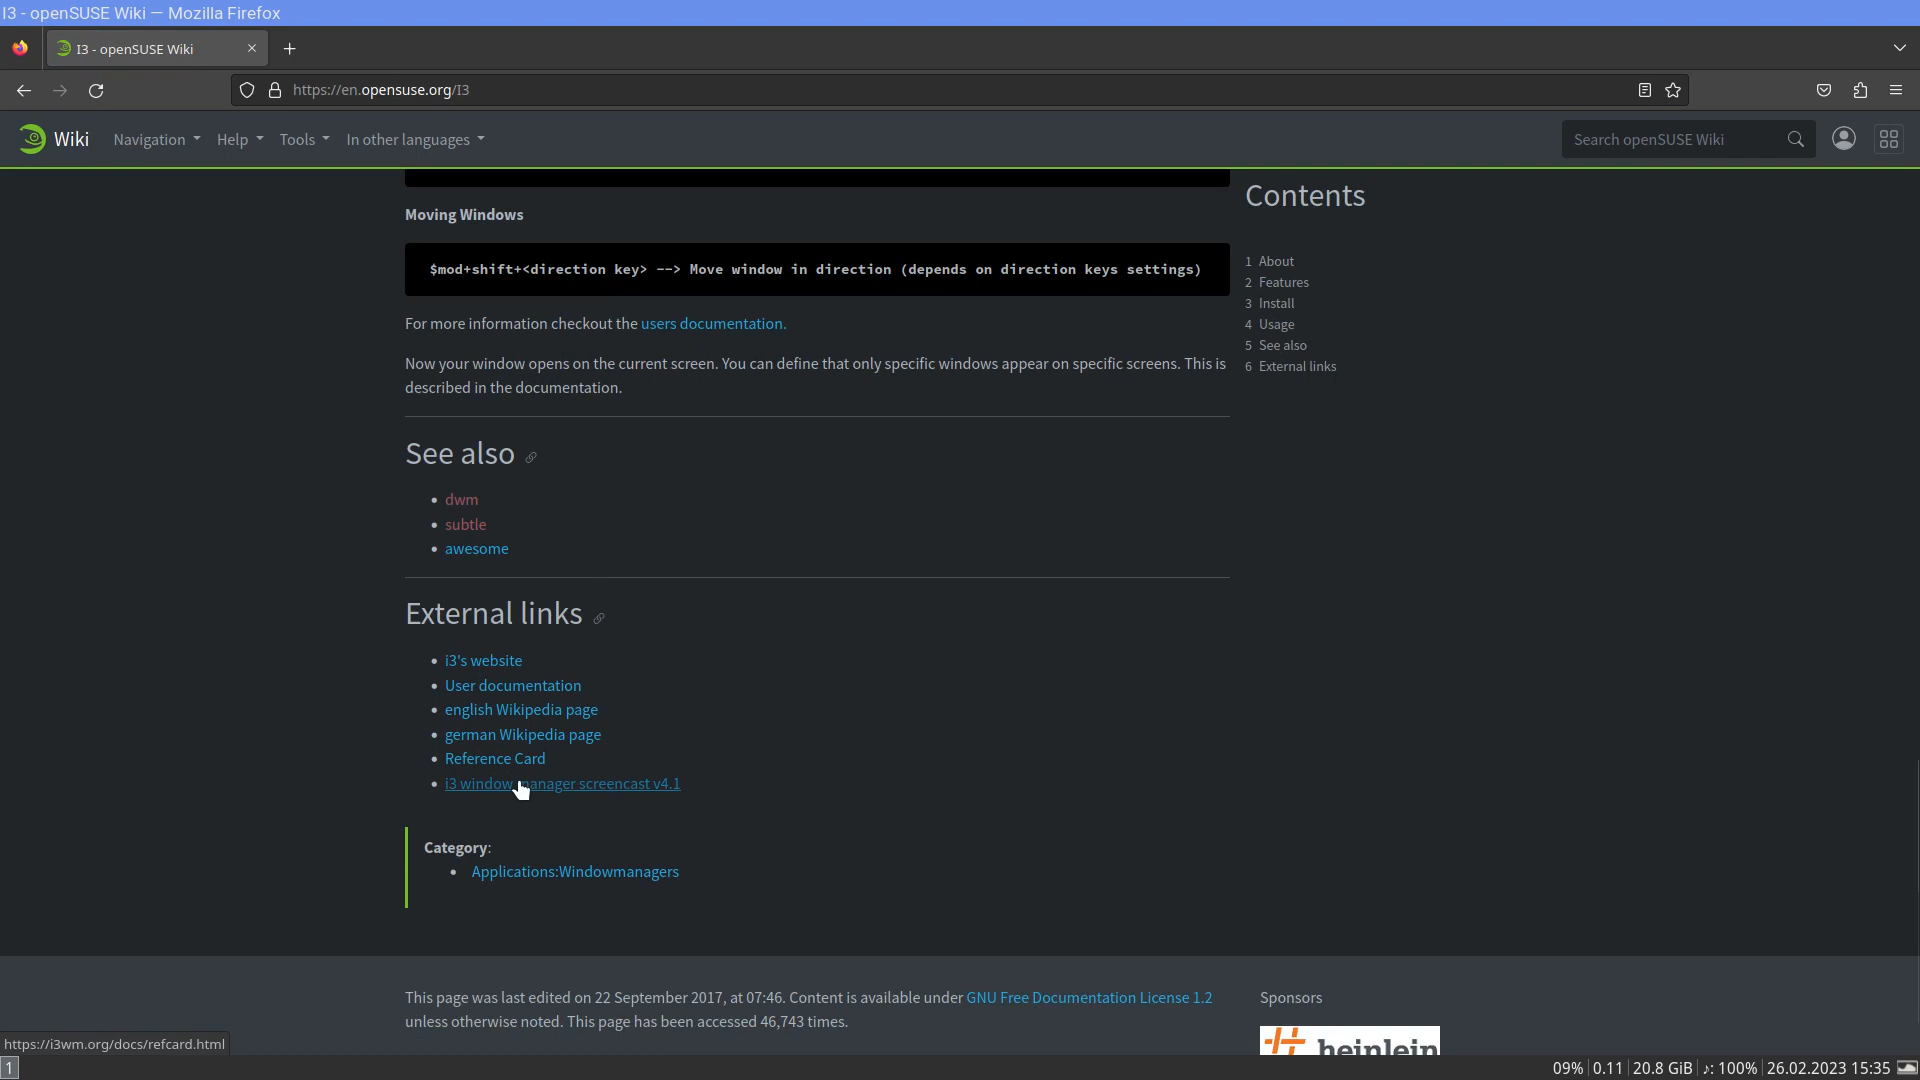 I3 - openSUSE Wiki — Mozilla Firefox
I3 - openSUSE Wiki
https://en.opensuse.org/I3
Wiki Navigation Help Tools In other languages Search openSUSE Wiki
Moving Windows
$mod+shift+<direction key> --> Move window in direction (depends on direction keys settings)
For more information checkout the users documentation.
Now your window opens on the current screen. You can define that only specific windows appear on specific screens. This is
described in the documentation.
See also
dwm
subtle
awesome
External links
i3's website
User documentation
english Wikipedia page
german Wikipedia page
Reference Card
i3 window manager screencast v4.1
Category:
Applications:Windowmanagers
Contents
1 About
2 Features
3 Install
4 Usage
5 See also
6 External links
This page was last edited on 22 September 2017, at 07:46. Content is available under GNU Free Documentation License 1.2
unless otherwise noted. This page has been accessed 46,743 times.
Sponsors
heinlein
https://i3wm.org/docs/refcard.html
1
09% 0.11 20.8 GiB ♪: 100% 26.02.2023 15:35